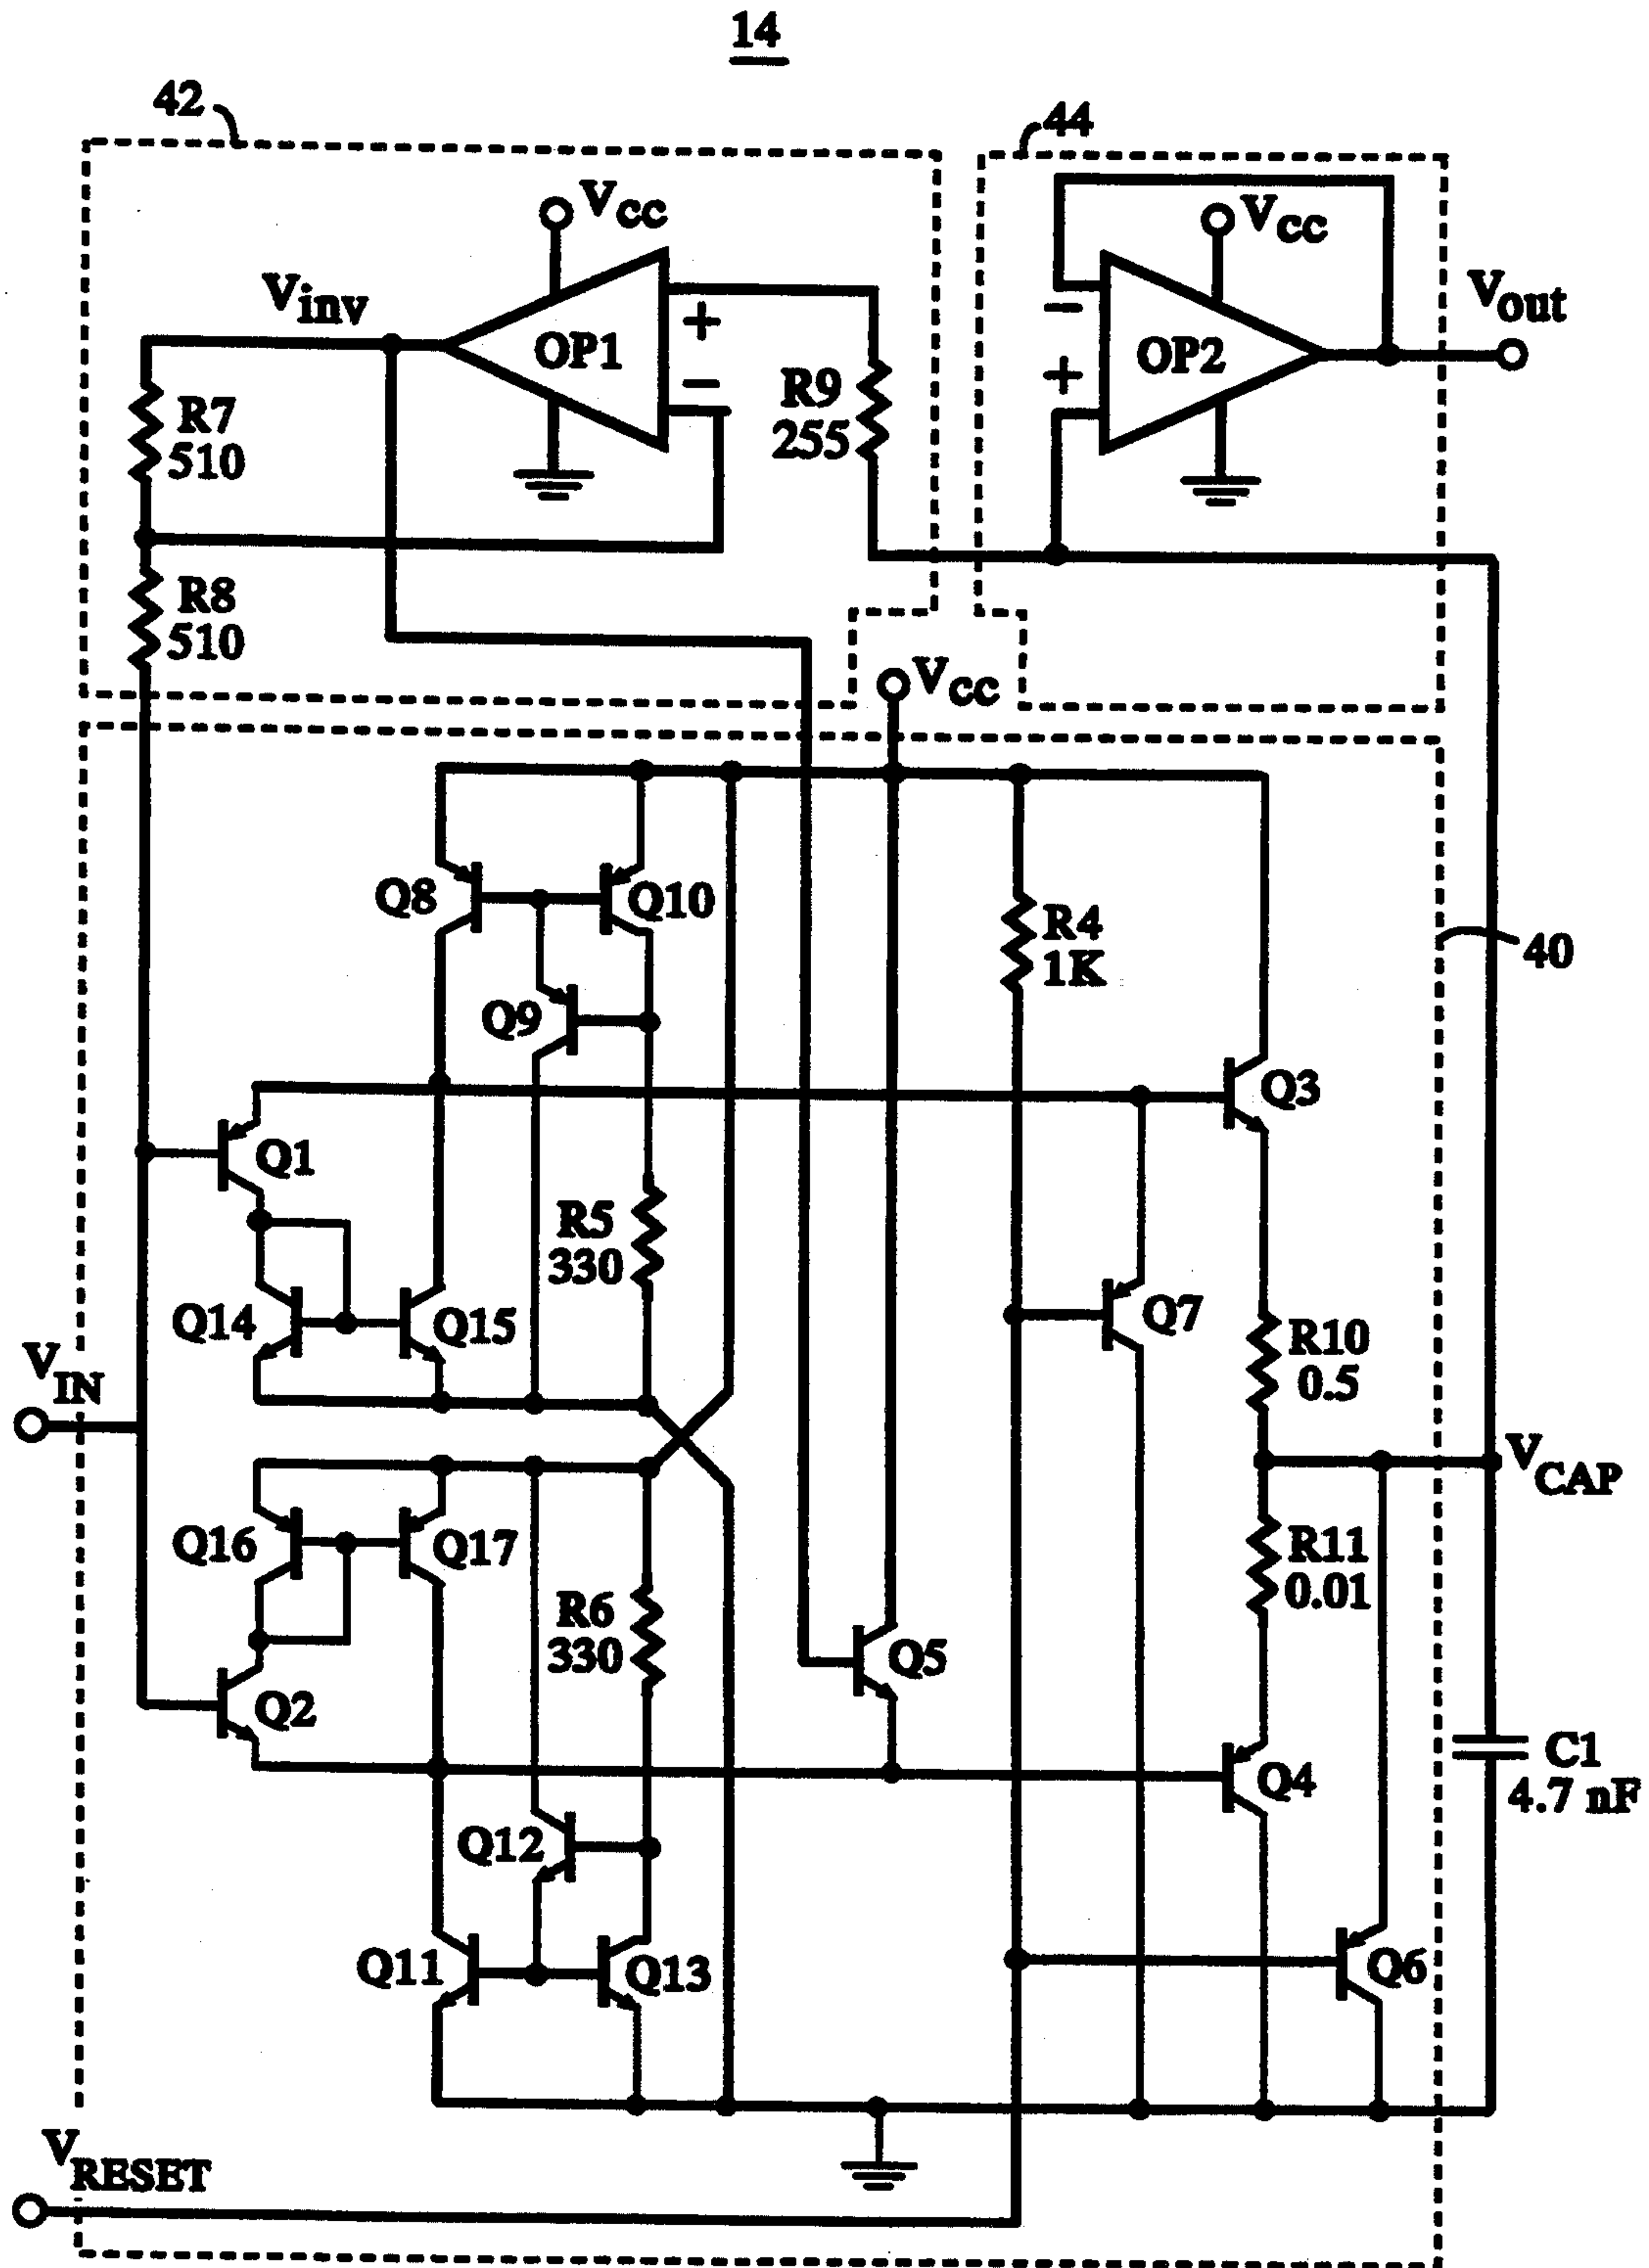 14
42
44
Vcc
Vcc
Vinv
Vout
OP1
+
−
OP2
−
+
R7
510
R9
255
R8
510
Vcc
Q8
Q10
R4
1K
40
Q9
Q3
Q1
R5
330
Q14
Q15
Q7
R10
0.5
VIN
VCAP
Q16
Q17
R11
0.01
R6
330
Q5
Q2
Q4
C1
4.7 nF
Q12
Q11
Q13
Q6
VRESET